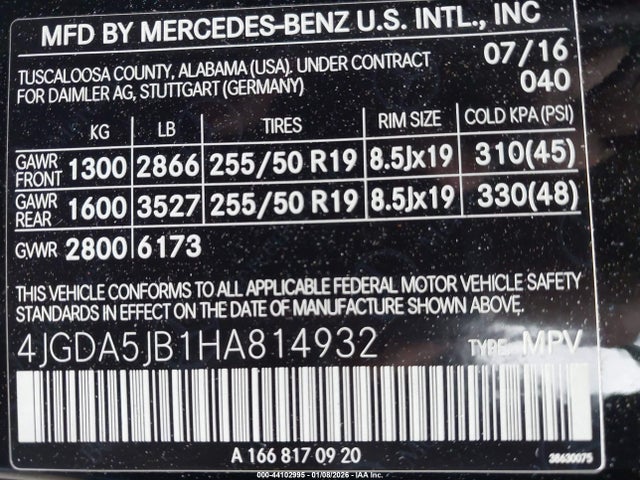 MFD BY MERCEDES-BENZ U.S. INTL., INC
TUSCALOOSA COUNTY, ALABAMA (USA). UNDER CONTRACT 07/16
FOR DAIMLER AG, STUTTGART (GERMANY) 040
KG LB TIRES RIM SIZE COLD KPA (PSI)
GAWR FRONT 1300 2866 255/50 R19 8.5Jx19 310(45)
GAWR REAR 1600 3527 255/50 R19 8.5Jx19 330(48)
GVWR 2800 6173
THIS VEHICLE CONFORMS TO ALL APPLICABLE FEDERAL MOTOR VEHICLE SAFETY
STANDARDS IN EFFECT ON THE DATE OF MANUFACTURE SHOWN ABOVE.
4JGDA5JB1HA814932 TYPE: MPV
A 166 817 09 20 38630075
000-44102995 - 01/08/2026 - IAA Inc.